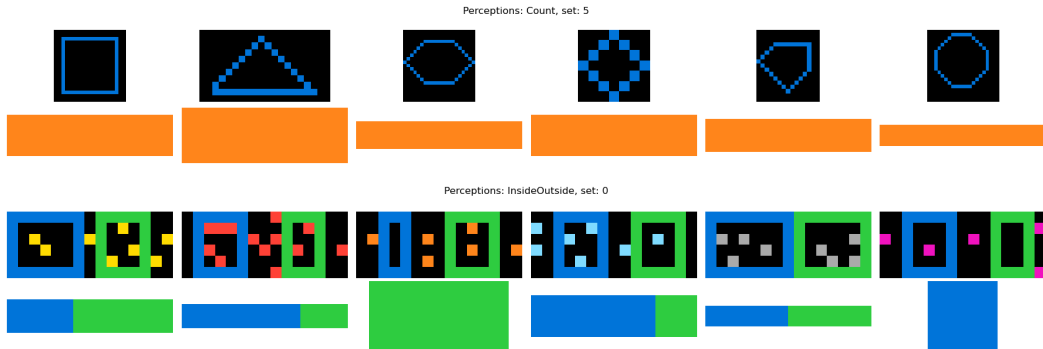 Perceptions: Count, set: 5
Perceptions: InsideOutside, set: 0